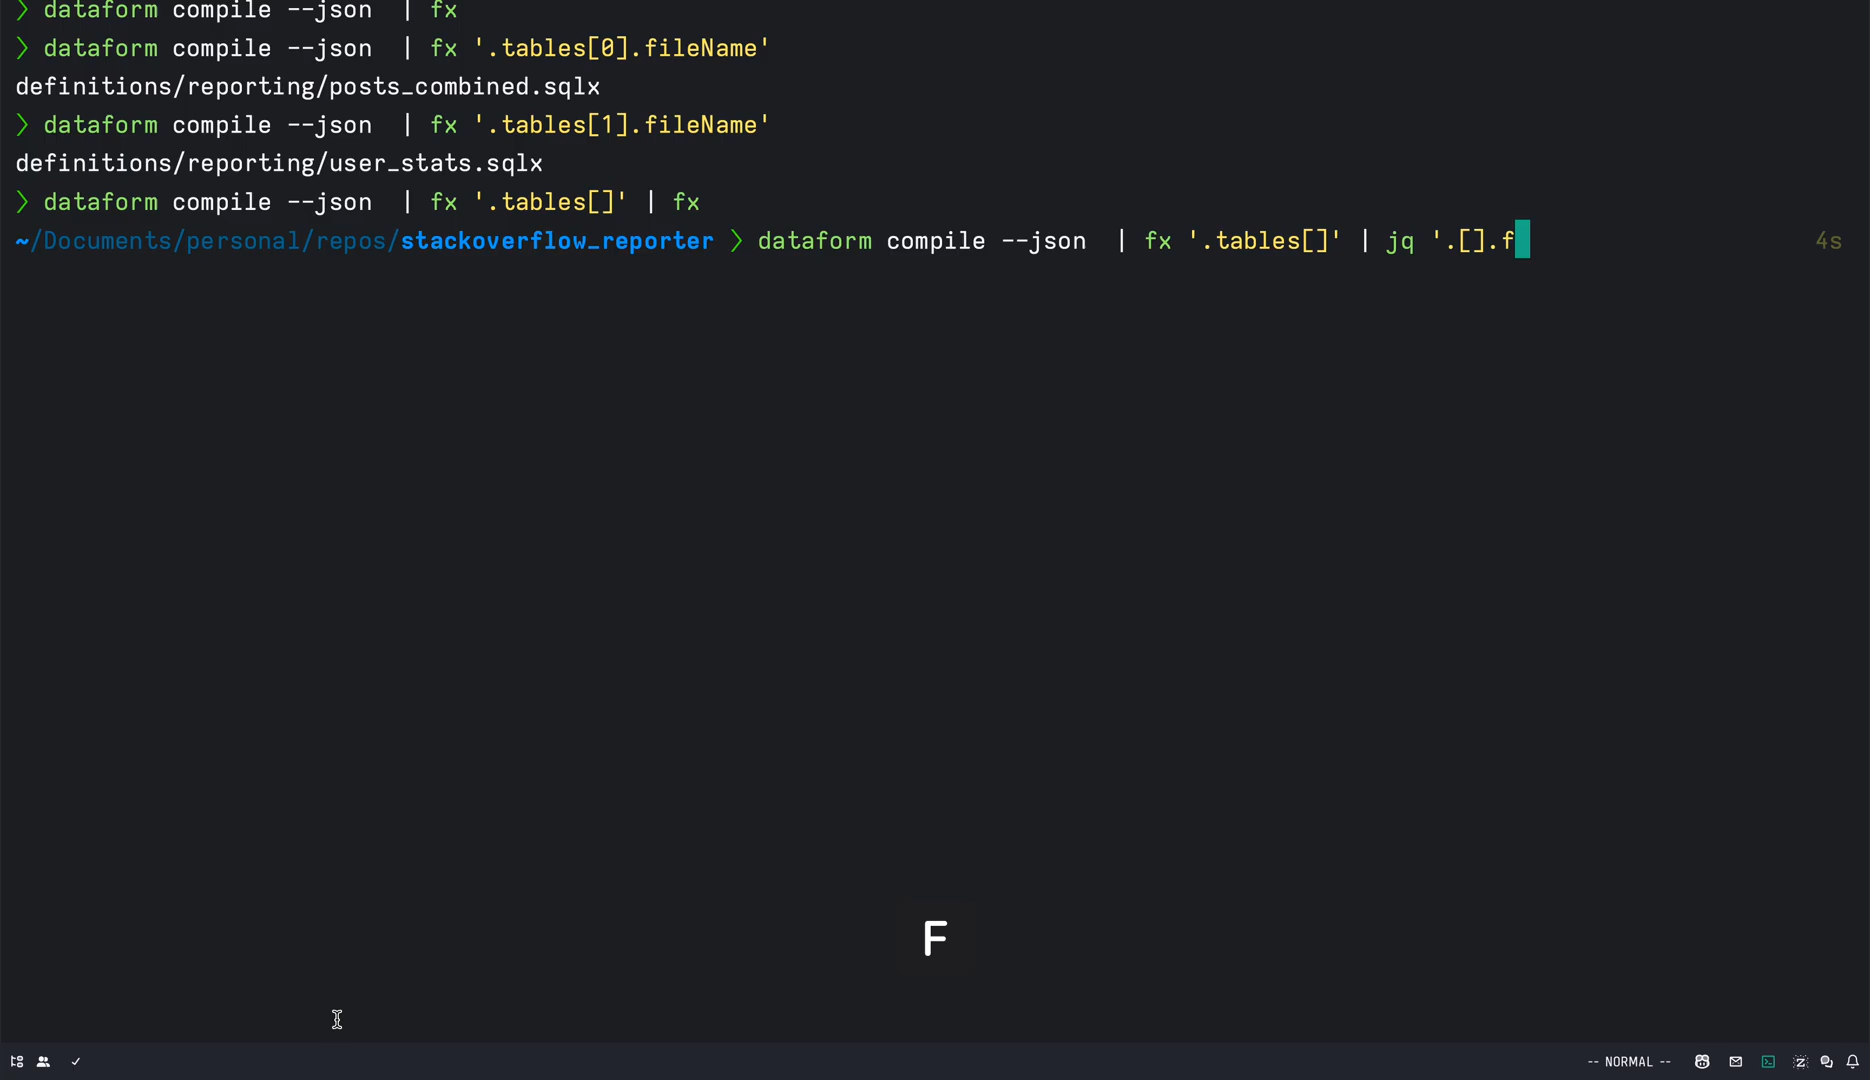 ❯ dataform compile --json  | fx
❯ dataform compile --json  | fx '.tables[0].fileName'
definitions/reporting/posts_combined.sqlx
❯ dataform compile --json  | fx '.tables[1].fileName'
definitions/reporting/user_stats.sqlx
❯ dataform compile --json  | fx '.tables[]' | fx
~/Documents/personal/repos/stackoverflow_reporter ❯ dataform compile --json  | fx '.tables[]' | jq '.[].f 4s
F
-- NORMAL --